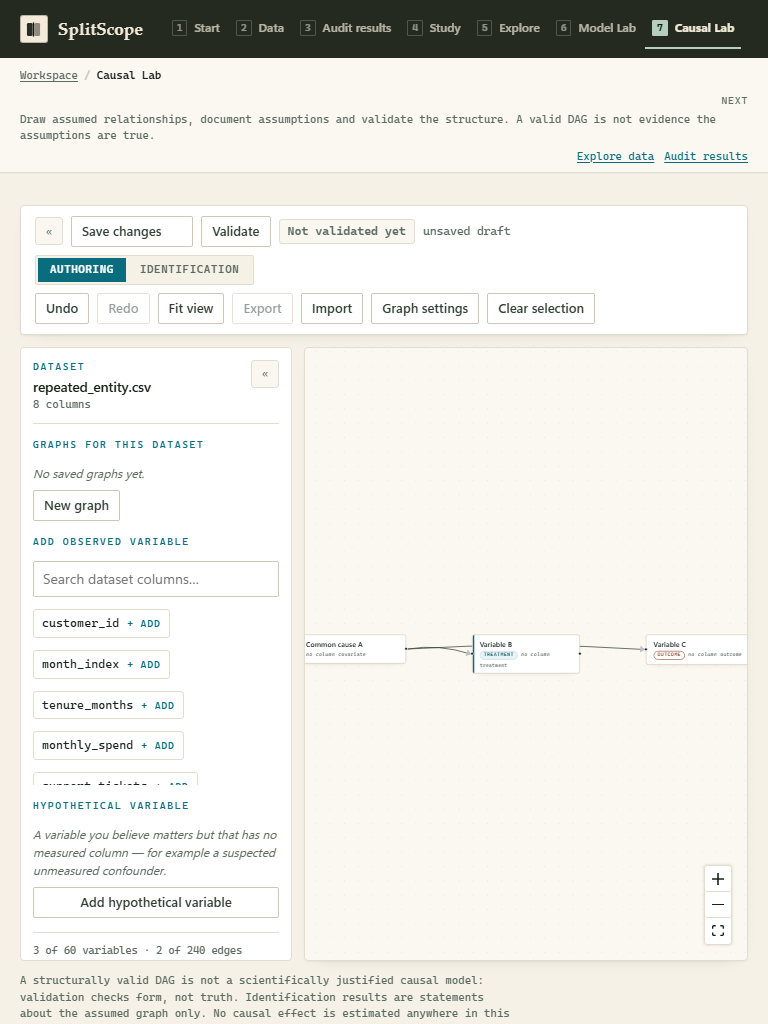 SplitScope
1 Start
2 Data
3 Audit results
4 Study
5 Explore
6 Model Lab
7 Causal Lab
Workspace / Causal Lab
NEXT
Draw assumed relationships, document assumptions and validate the structure. A valid DAG is not evidence the
assumptions are true.
Explore data Audit results
« Save changes Validate Not validated yet unsaved draft
AUTHORING IDENTIFICATION
Undo Redo Fit view Export Import Graph settings Clear selection
DATASET
«
repeated_entity.csv
8 columns
GRAPHS FOR THIS DATASET
No saved graphs yet.
New graph
ADD OBSERVED VARIABLE
Search dataset columns…
customer_id + ADD
month_index + ADD
tenure_months + ADD
monthly_spend + ADD
support_tickets + ADD
HYPOTHETICAL VARIABLE
A variable you believe matters but that has no
measured column — for example a suspected
unmeasured confounder.
Add hypothetical variable
3 of 60 variables · 2 of 240 edges
Common cause A
no column covariate
Variable B
TREATMENT no column
treatment
Variable C
OUTCOME no column outcome
A structurally valid DAG is not a scientifically justified causal model:
validation checks form, not truth. Identification results are statements
about the assumed graph only. No causal effect is estimated anywhere in this